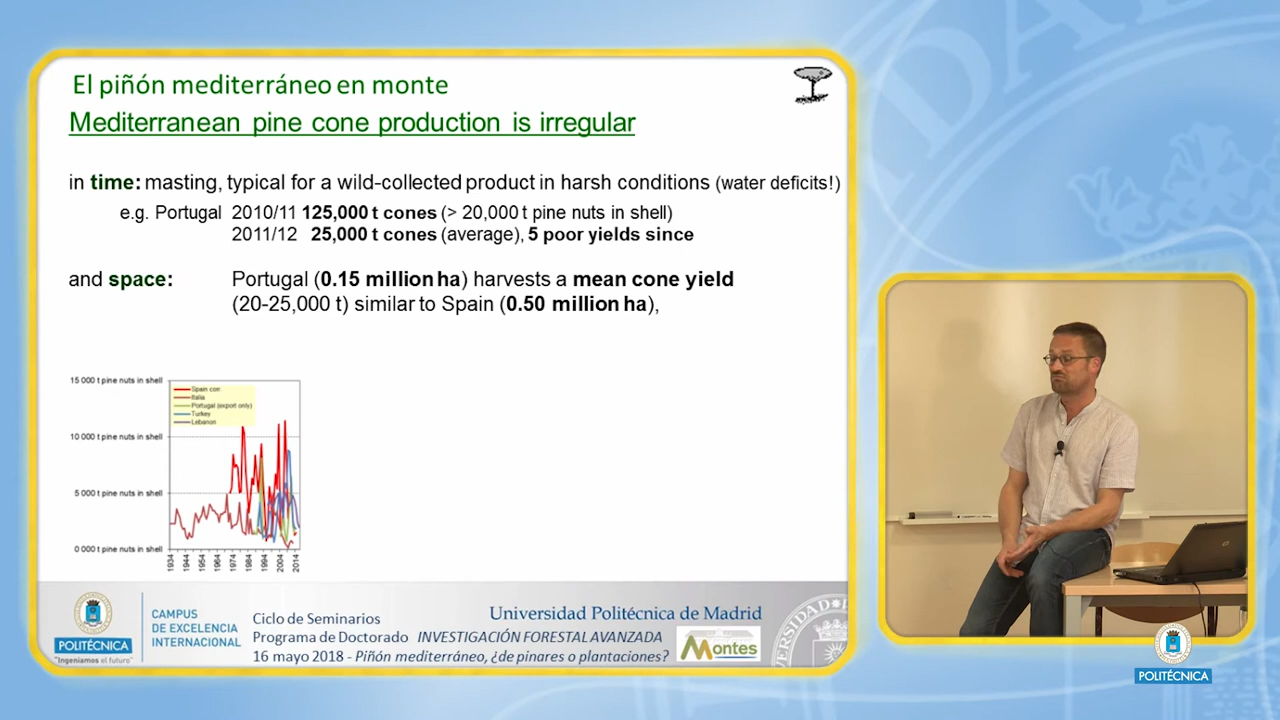 El piñón mediterráneo en monte
Mediterranean pine cone production is irregular
in time: masting, typical for a wild-collected product in harsh conditions (water deficits!)
e.g. Portugal 2010/11 125,000 t cones (> 20,000 t pine nuts in shell)
2011/12 25,000 t cones (average), 5 poor yields since
and space: Portugal (0.15 million ha) harvests a mean cone yield
(20-25,000 t) similar to Spain (0.50 million ha),
15 000 t pine nuts in shell
10 000 t pine nuts in shell
5 000 t pine nuts in shell
0 000 t pine nuts in shell
Spain corr.
Italia
Portugal (export only)
Turkey
Lebanon
1934 1944 1954 1964 1974 1984 1994 2004 2014
POLITÉCNICA
"Ingeniamos el futuro"
CAMPUS
DE EXCELENCIA
INTERNACIONAL
Ciclo de Seminarios
Universidad Politécnica de Madrid
Programa de Doctorado INVESTIGACIÓN FORESTAL AVANZADA
16 mayo 2018 - Piñón mediterráneo, ¿de pinares o plantaciones?
Montes
POLITÉCNICA